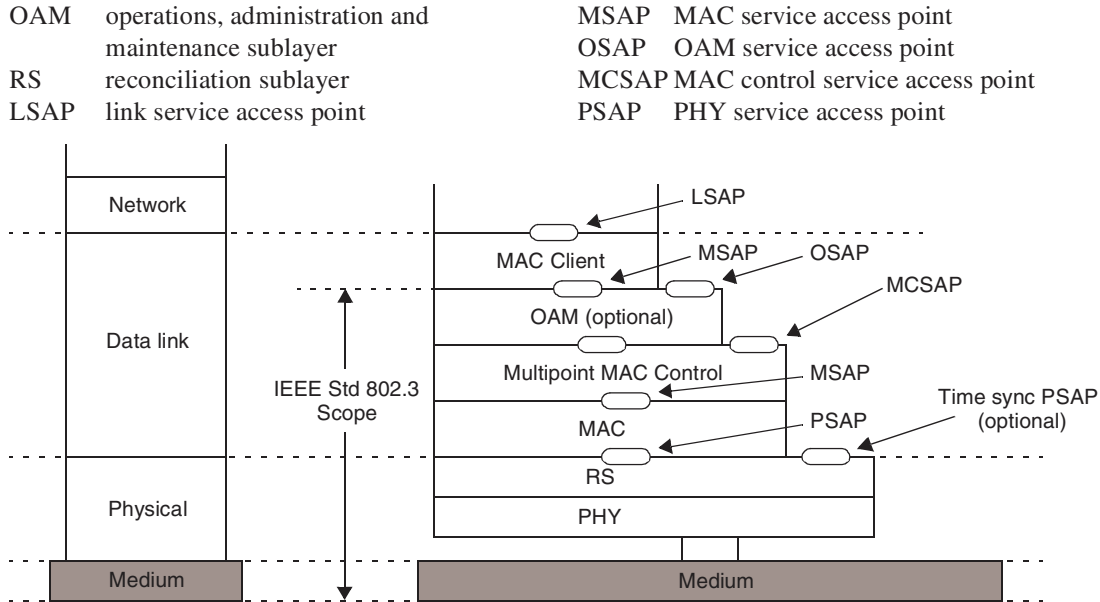 OAM operations, administration and maintenance sublayer
RS reconciliation sublayer
LSAP link service access point
MSAP MAC service access point
OSAP OAM service access point
MCSAP MAC control service access point
PSAP PHY service access point
Network
Data link
Physical
Medium
IEEE Std 802.3
Scope
LSAP
MAC Client
MSAP
OSAP
OAM (optional)
MCSAP
Multipoint MAC Control
MSAP
MAC
PSAP
Time sync PSAP
(optional)
RS
PHY
Medium